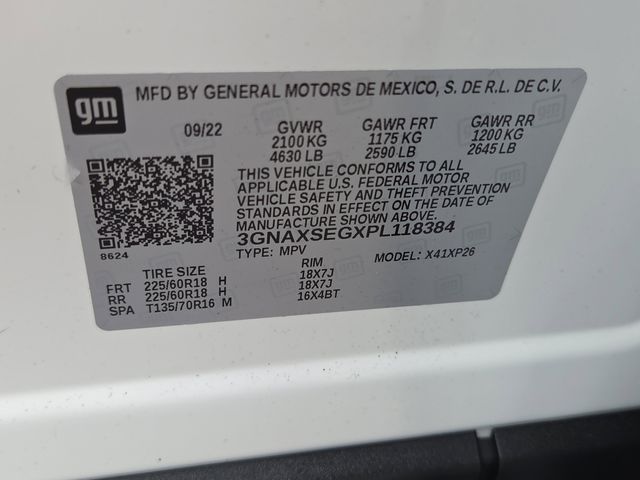 gm
MFD BY GENERAL MOTORS DE MEXICO, S. DE R.L. DE C.V.
09/22 GVWR GAWR FRT GAWR RR
2100 KG 1175 KG 1200 KG
4630 LB 2590 LB 2645 LB
THIS VEHICLE CONFORMS TO ALL
APPLICABLE U.S. FEDERAL MOTOR
VEHICLE SAFETY AND THEFT PREVENTION
STANDARDS IN EFFECT ON THE DATE OF
MANUFACTURE SHOWN ABOVE.
3GNAXSEGXPL118384
8624
TYPE: MPV MODEL: X41XP26
TIRE SIZE RIM
FRT 225/60R18 H 18X7J
RR 225/60R18 H 18X7J
SPA T135/70R16 M 16X4BT